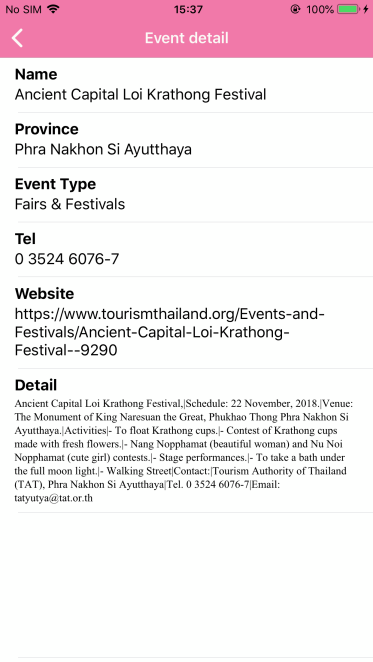 No SIM 15:37 100%
Event detail
Name
Ancient Capital Loi Krathong Festival
Province
Phra Nakhon Si Ayutthaya
Event Type
Fairs & Festivals
Tel
0 3524 6076-7
Website
https://www.tourismthailand.org/Events-and-
Festivals/Ancient-Capital-Loi-Krathong-
Festival--9290
Detail
Ancient Capital Loi Krathong Festival,|Schedule: 22 November, 2018.|Venue:
The Monument of King Naresuan the Great, Phukhao Thong Phra Nakhon Si
Ayutthaya.|Activities|- To float Krathong cups.|- Contest of Krathong cups
made with fresh flowers.|- Nang Nopphamat (beautiful woman) and Nu Noi
Nopphamat (cute girl) contests.|- Stage performances.|- To take a bath under
the full moon light.|- Walking Street|Contact:|Tourism Authority of Thailand
(TAT), Phra Nakhon Si Ayutthaya|Tel. 0 3524 6076-7|Email:
tatyutya@tat.or.th